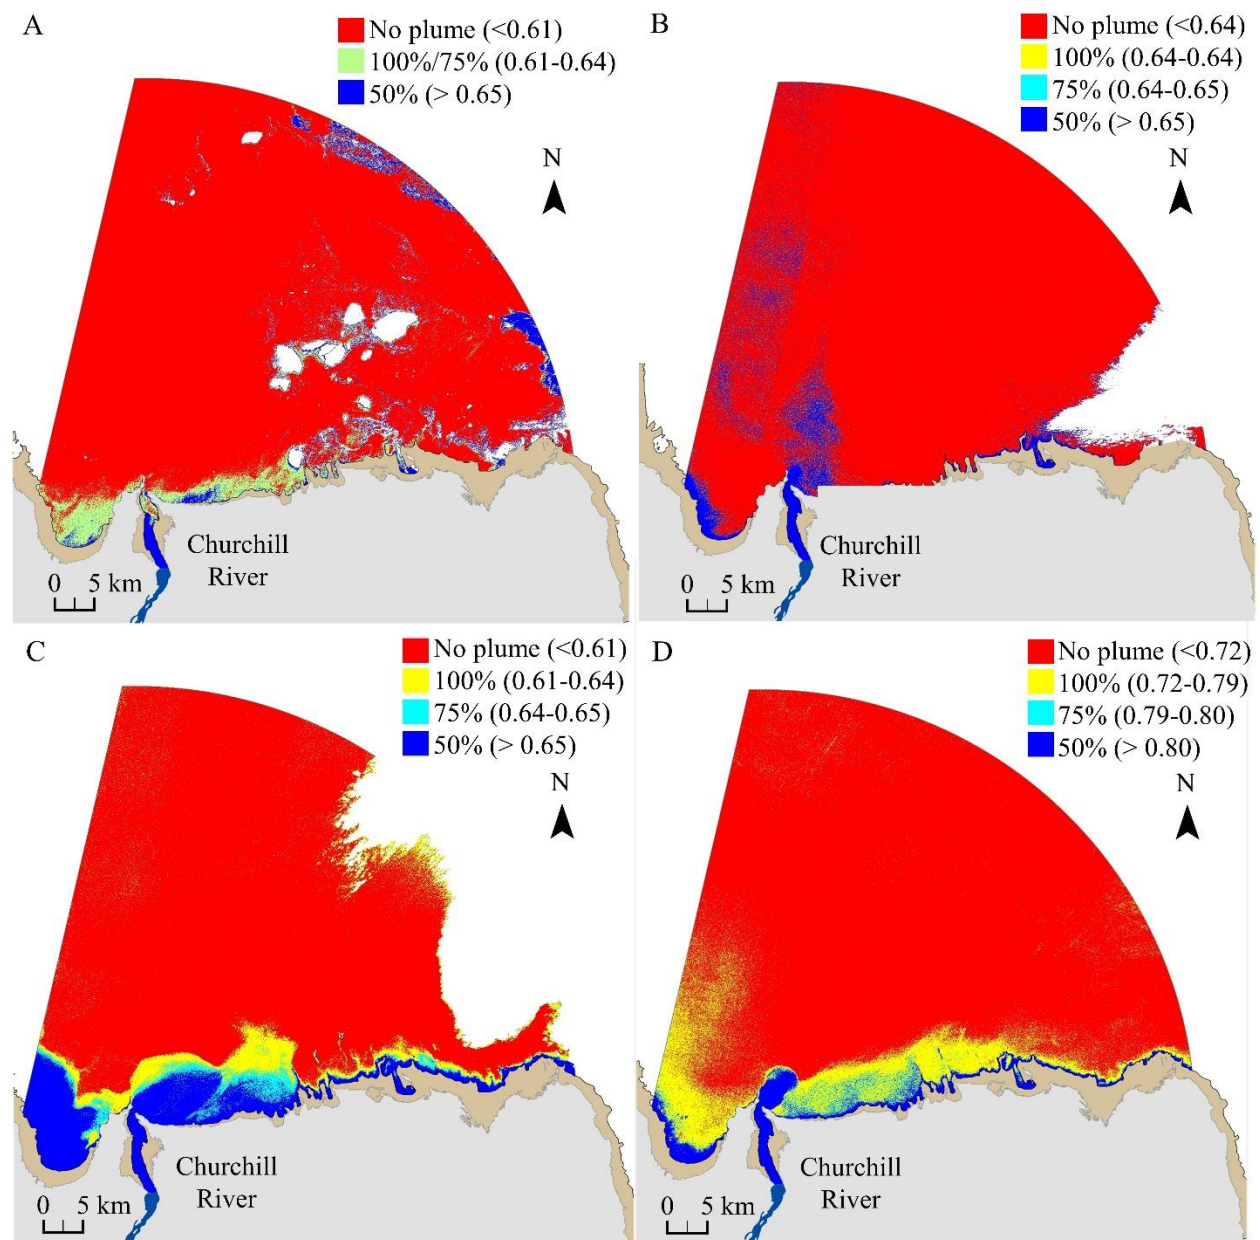 A
No plume (<0.61)
100%/75% (0.61-0.64)
50% (> 0.65)
N
Churchill
River
0 5 km
B
No plume (<0.64)
100% (0.64-0.64)
75% (0.64-0.65)
50% (> 0.65)
N
Churchill
River
0 5 km
C
No plume (<0.61)
100% (0.61-0.64)
75% (0.64-0.65)
50% (> 0.65)
N
Churchill
River
0 5 km
D
No plume (<0.72)
100% (0.72-0.79)
75% (0.79-0.80)
50% (> 0.80)
N
Churchill
River
0 5 km